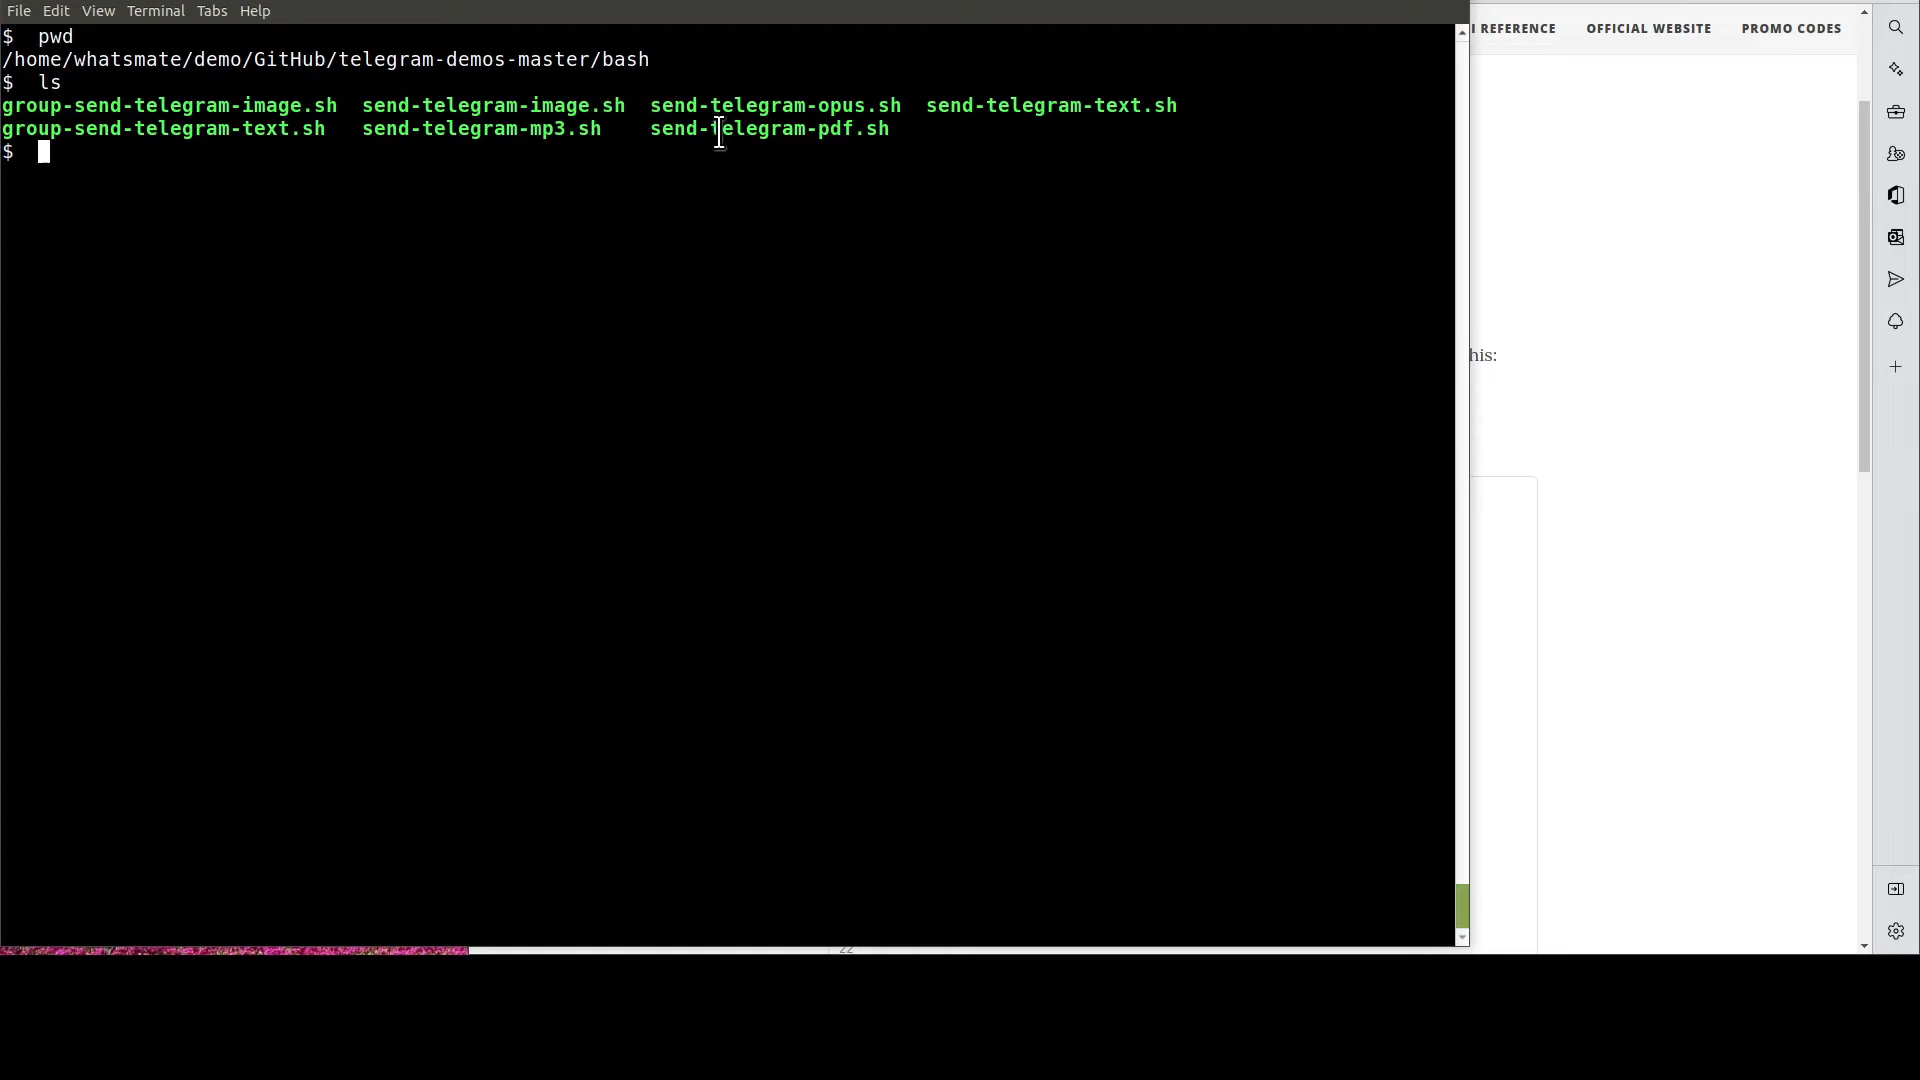 File Edit View Terminal Tabs Help
I REFERENCE OFFICIAL WEBSITE PROMO CODES
$ pwd
/home/whatsmate/demo/GitHub/telegram-demos-master/bash
$ ls
group-send-telegram-image.sh send-telegram-image.sh send-telegram-opus.sh send-telegram-text.sh
group-send-telegram-text.sh send-telegram-mp3.sh send-telegram-pdf.sh
$
his:
22